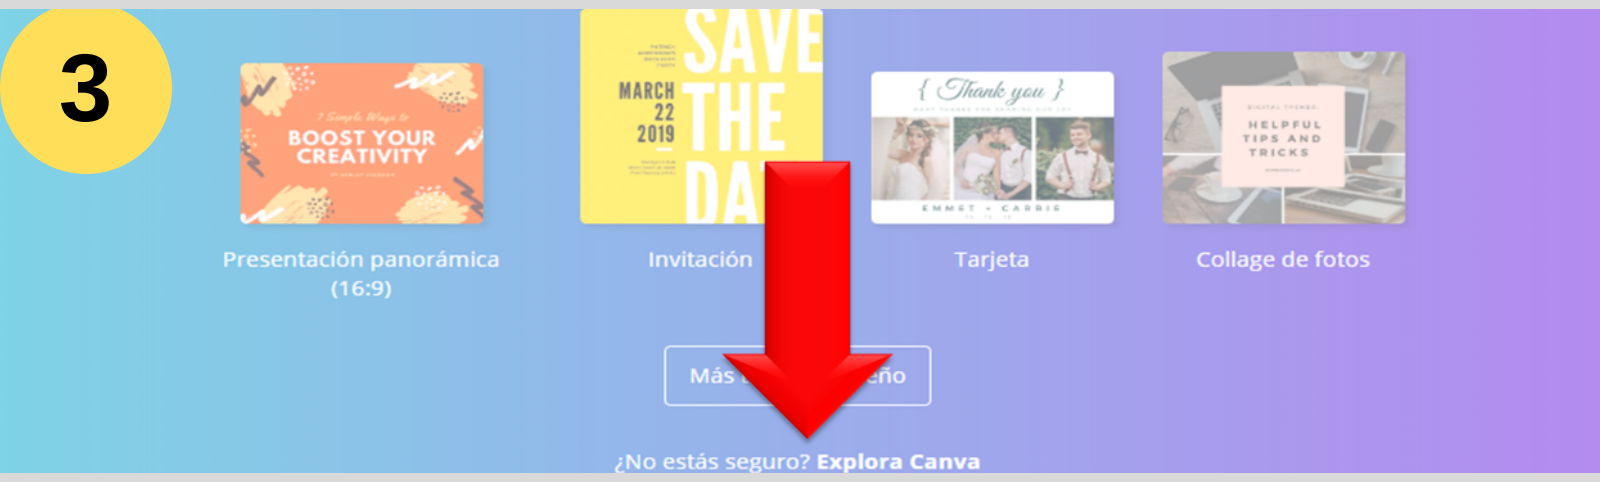 3
7 Simple Ways to
BOOST YOUR
CREATIVITY
Presentación panorámica
(16:9)
SAVE
THE
DA
MARCH
22
2019
Invitación
{ Thank you }
EMMET + CARRIE
Tarjeta
DIGITAL TRENDS:
HELPFUL
TIPS AND
TRICKS
Collage de fotos
Más eño
¿No estás seguro? Explora Canva